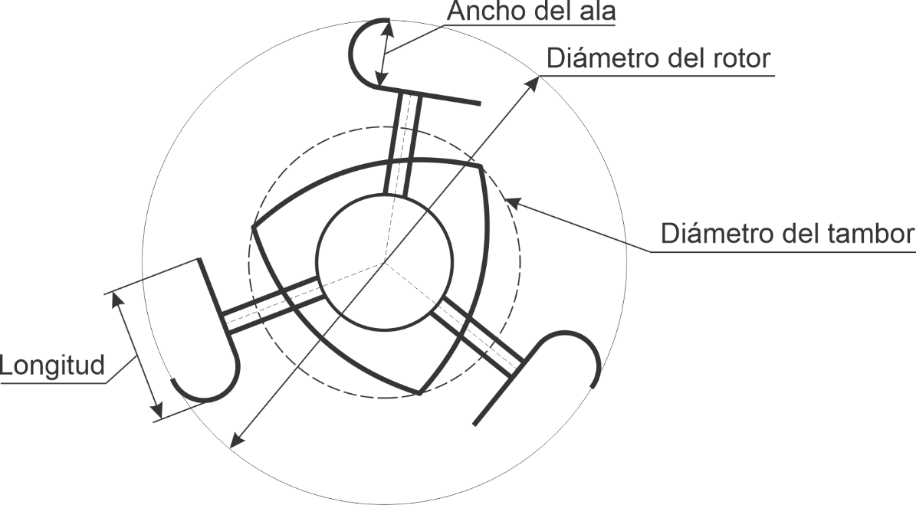 Ancho del ala
Diámetro del rotor
Diámetro del tambor
Longitud